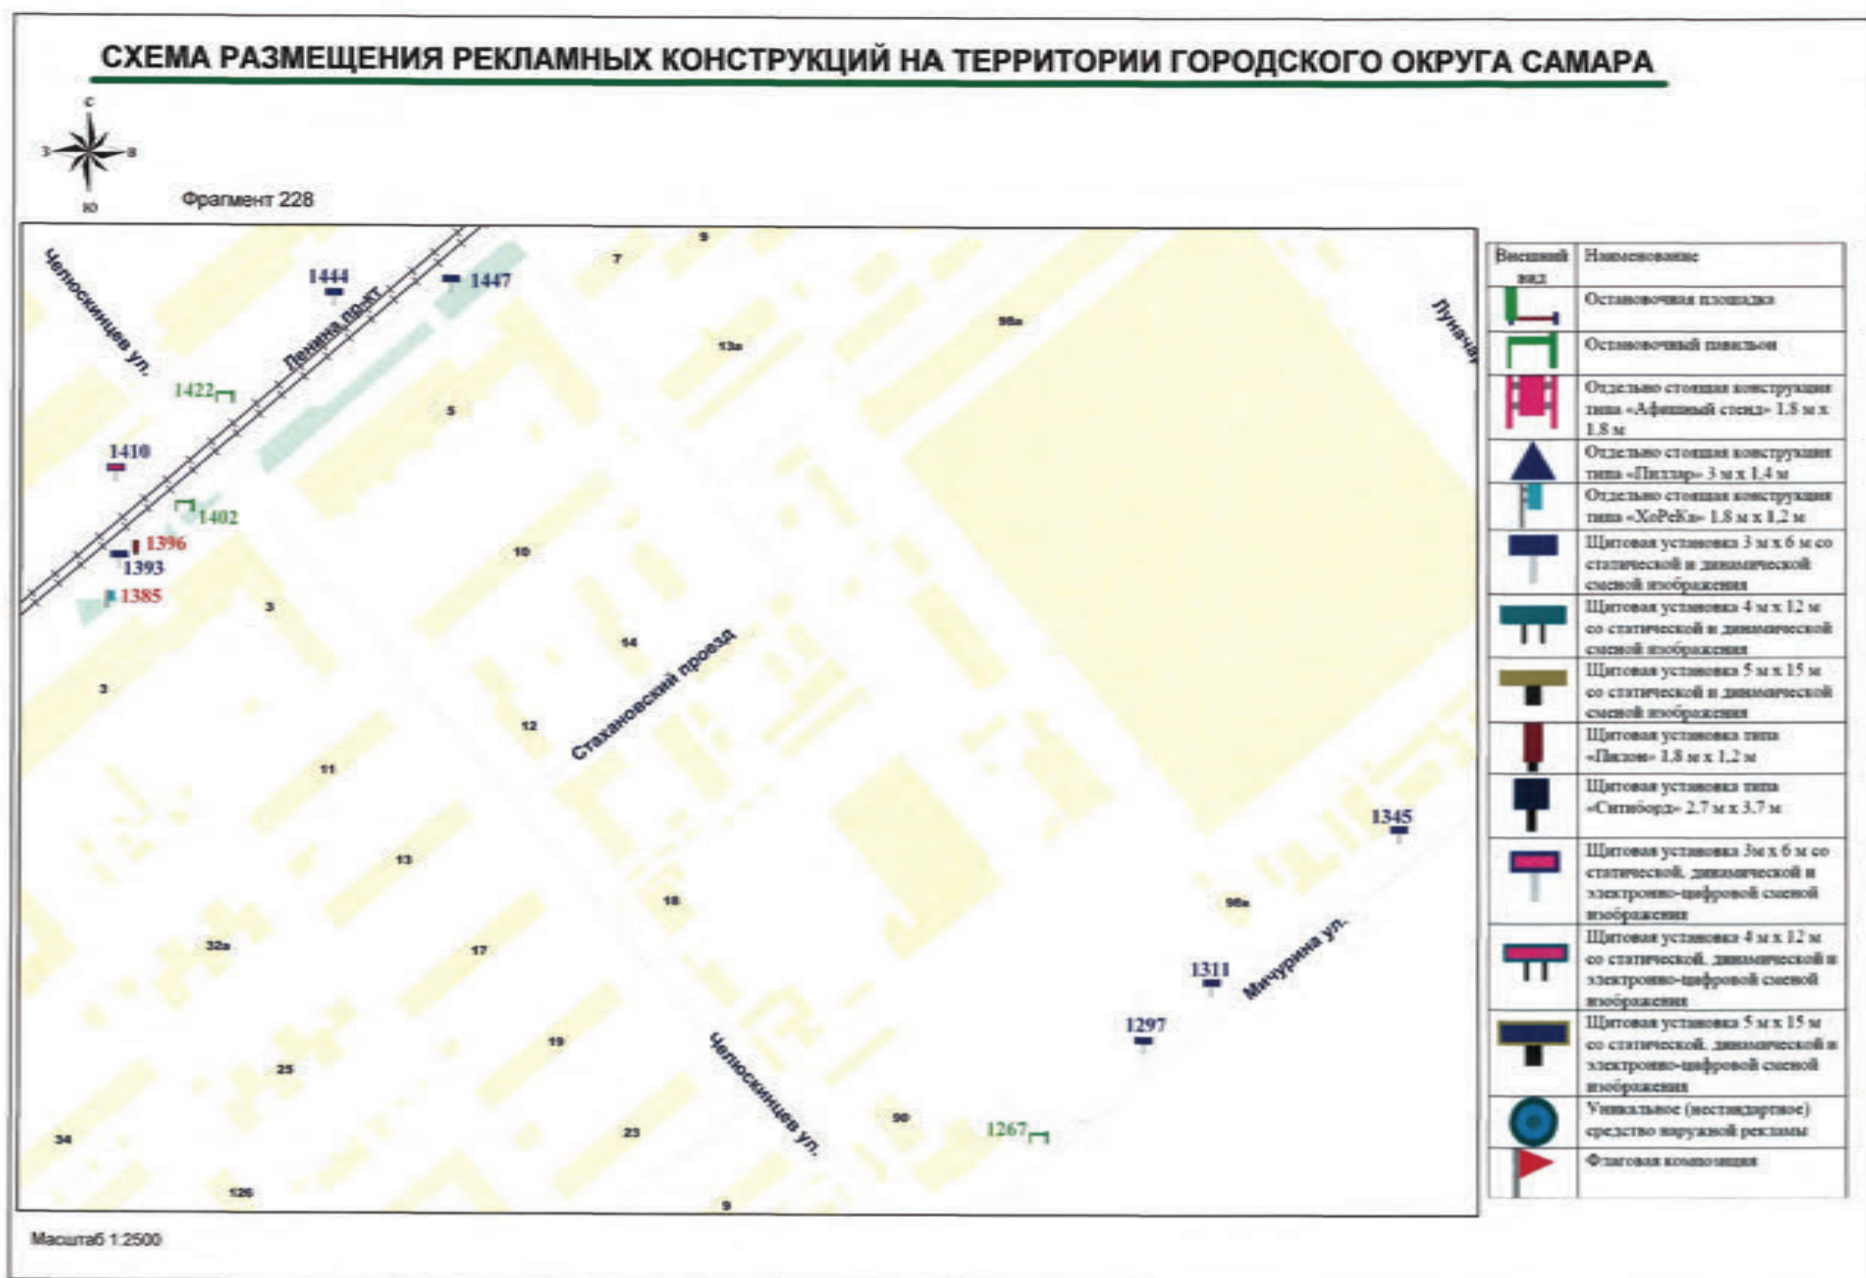 СХЕМА РАЗМЕЩЕНИЯ РЕКЛАМНЫХ КОНСТРУКЦИЙ НА ТЕРРИТОРИИ ГОРОДСКОГО ОКРУГА САМАРА
С
З
В
Ю
Фрагмент 228
Челюскинцев ул.
1444
Ленина пр-кт
1447
7
9
13а
98а
Луначар
1422
5
1410
1402
1396
1393
1385
3
10
14
3
Стахановский проезд
12
11
13
1345
18
98в
32а
17
1311
Мичурина ул.
1297
19
25
Челюскинцев ул.
34
23
90
1267
126
9
Масштаб 1:2500
Внешний вид
Наименование
Остановочная площадка
Остановочный павильон
Отдельно стоящая конструкция
типа «Афишный стенд» 1.8 м х
1.8 м
Отдельно стоящая конструкция
типа «Пиллар» 3 м х 1,4 м
Отдельно стоящая конструкция
типа «ХоРеКа» 1.8 м х 1,2 м
Щитовая установка 3 м х 6 м со
статической и динамической
сменой изображения
Щитовая установка 4 м х 12 м
со статической и динамической
сменой изображения
Щитовая установка 5 м х 15 м
со статической и динамической
сменой изображения
Щитовая установка типа
«Пилон» 1,8 м х 1,2 м
Щитовая установка типа
«Ситиборд» 2.7 м х 3.7 м
Щитовая установка 3м х 6 м со
статической, динамической и
электронно-цифровой сменой
изображения
Щитовая установка 4 м х 12 м
со статической, динамической и
электронно-цифровой сменой
изображения
Щитовая установка 5 м х 15 м
со статической, динамической и
электронно-цифровой сменой
изображения
Уникальное (нестандартное)
средство наружной рекламы
Флаговая композиция